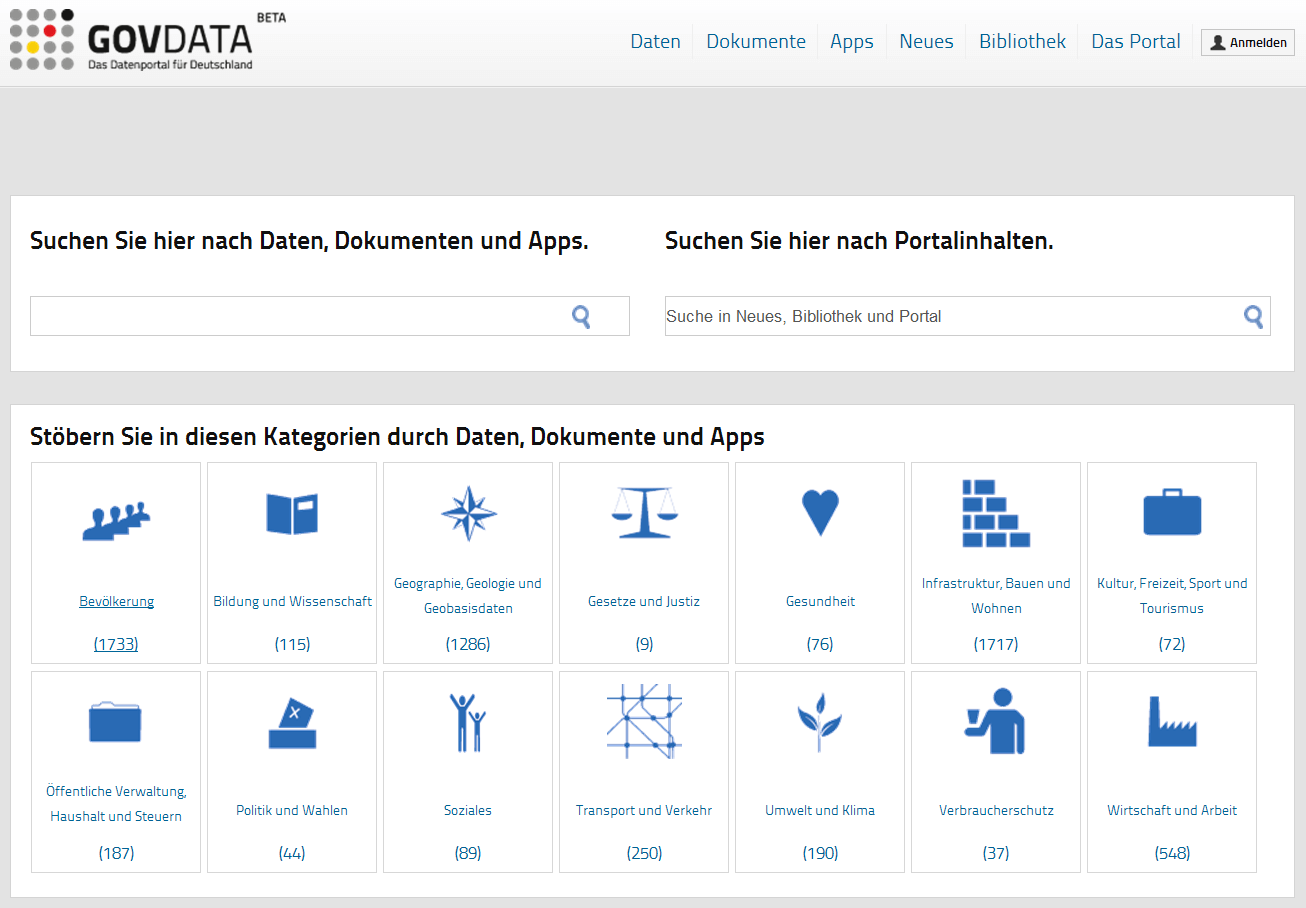 GOVDATA BETA
Das Datenportal für Deutschland
Daten Dokumente Apps Neues Bibliothek Das Portal Anmelden
Suchen Sie hier nach Daten, Dokumenten und Apps.
Suchen Sie hier nach Portalinhalten.
Suche in Neues, Bibliothek und Portal
Stöbern Sie in diesen Kategorien durch Daten, Dokumente und Apps
Bevölkerung
(1733)
Bildung und Wissenschaft
(115)
Geographie, Geologie und
Geobasisdaten
(1286)
Gesetze und Justiz
(9)
Gesundheit
(76)
Infrastruktur, Bauen und
Wohnen
(1717)
Kultur, Freizeit, Sport und
Tourismus
(72)
Öffentliche Verwaltung,
Haushalt und Steuern
(187)
Politik und Wahlen
(44)
Soziales
(89)
Transport und Verkehr
(250)
Umwelt und Klima
(190)
Verbraucherschutz
(37)
Wirtschaft und Arbeit
(548)